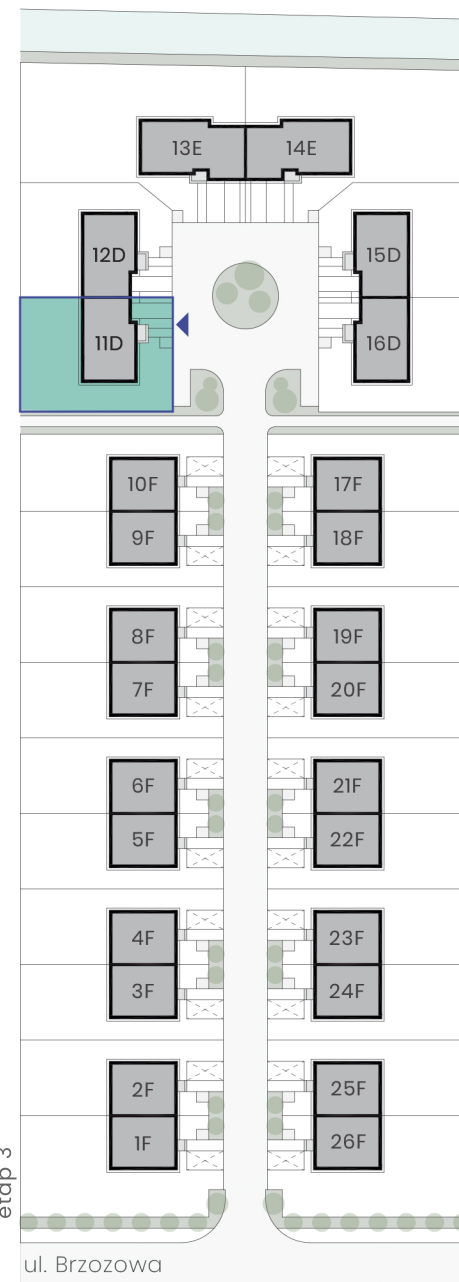 13E 14E
12D 15D
11D 16D
10F 17F
9F 18F
8F 19F
7F 20F
6F 21F
5F 22F
4F 23F
3F 24F
2F 25F
1F 26F
etap 3
ul. Brzozowa